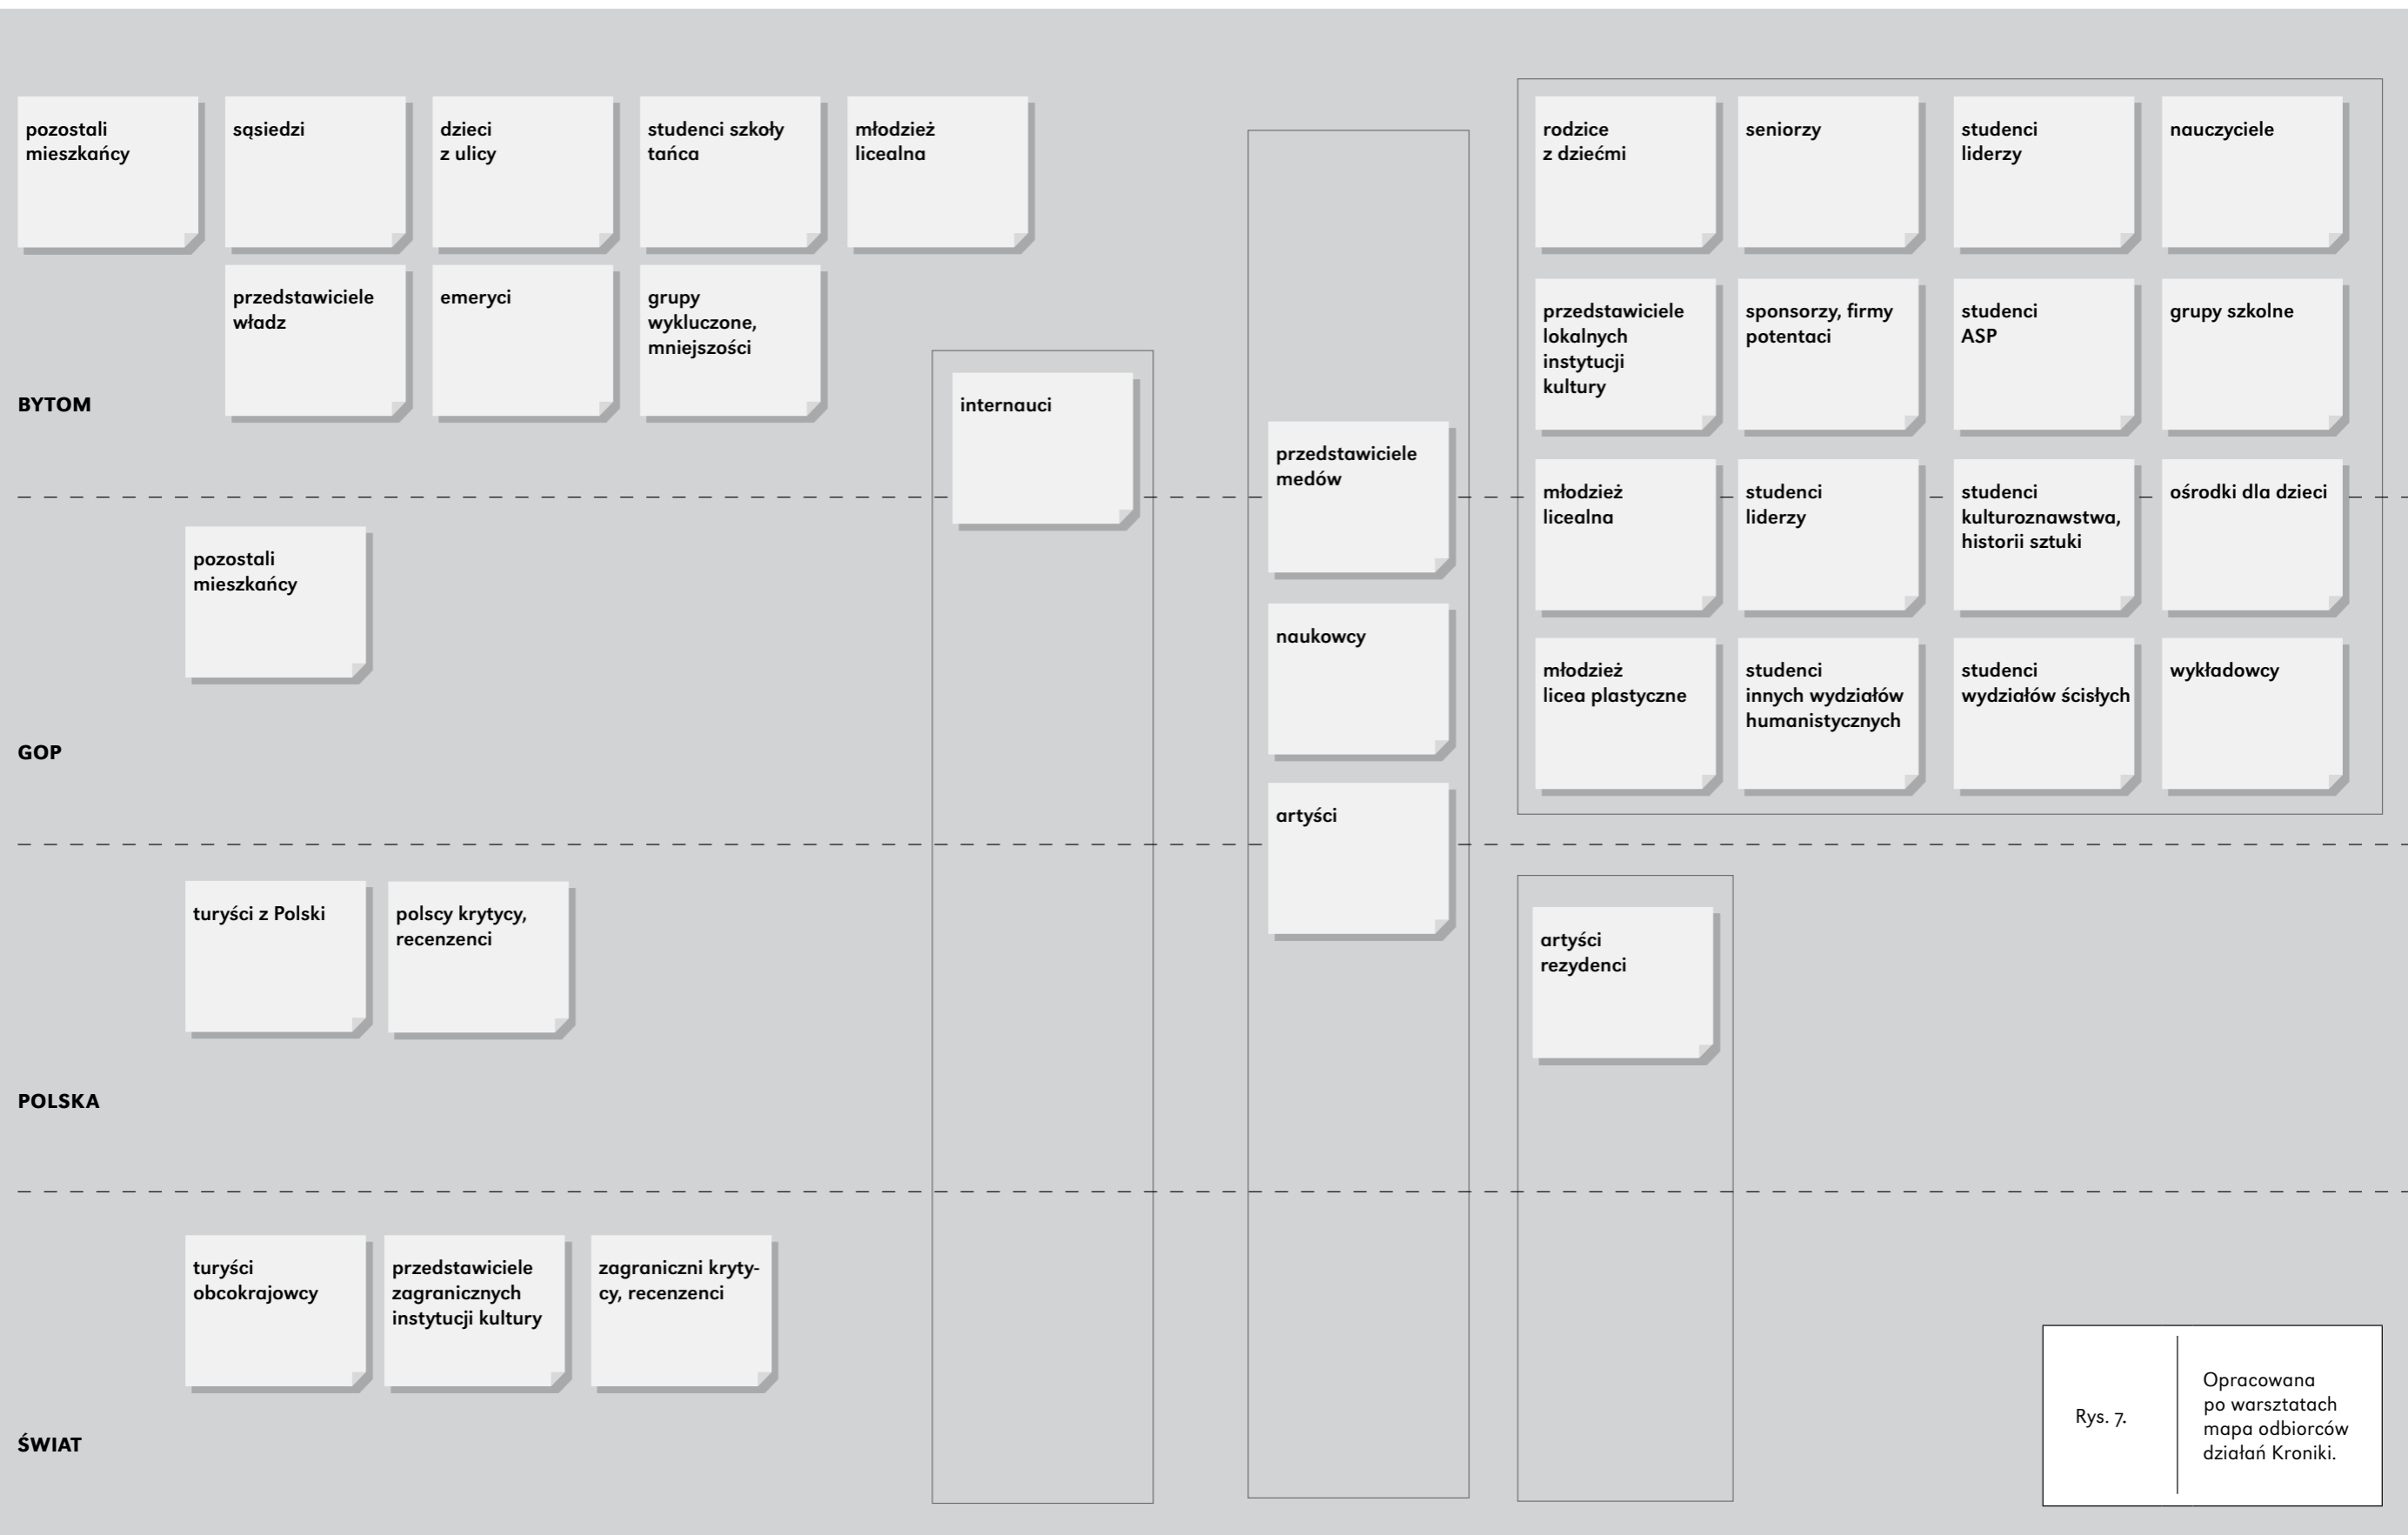 pozostali
mieszkańcy
sąsiedzi
dzieci
z ulicy
studenci szkoły
tańca
młodzież
licealna
przedstawiciele
władz
emeryci
grupy
wykluczone,
mniejszości
BYTOM
internauci
pozostali
mieszkańcy
GOP
turyści z Polski
polscy krytycy,
recenzenci
POLSKA
turyści
obcokrajowcy
przedstawiciele
zagranicznych
instytucji kultury
zagraniczni kryty-
cy, recenzenci
ŚWIAT
przedstawiciele
medów
naukowcy
artyści
rodzice
z dziećmi
seniorzy
studenci
liderzy
nauczyciele
przedstawiciele
lokalnych
instytucji
kultury
sponsorzy, firmy
potentaci
studenci
ASP
grupy szkolne
młodzież
licealna
studenci
liderzy
studenci
kulturoznawstwa,
historii sztuki
ośrodki dla dzieci
młodzież
licea plastyczne
studenci
innych wydziałów
humanistycznych
studenci
wydziałów ścisłych
wykładowcy
artyści
rezydenci
Rys. 7.
Opracowana
po warsztatach
mapa odbiorców
działań Kroniki.